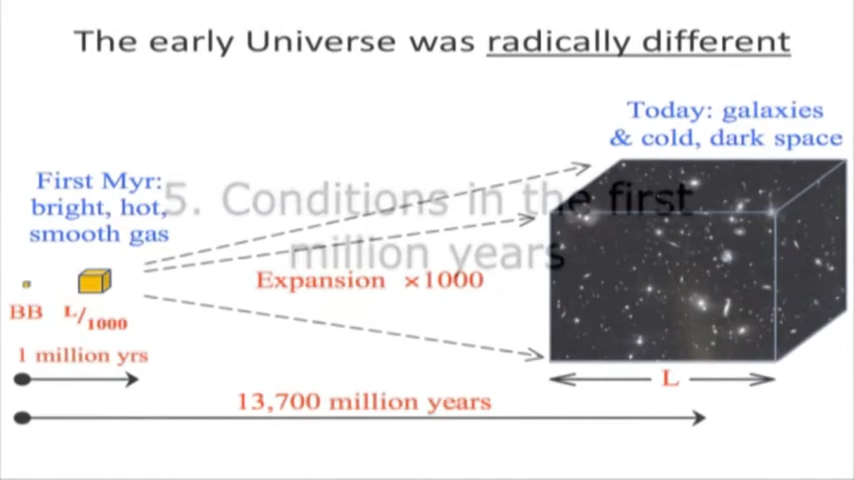 The early Universe was radically different
Today: galaxies
& cold, dark space
First Myr:
bright, hot,
smooth gas
5. Conditions in the first
million years
Expansion ×1000
BB L/1000
1 million yrs
L
13,700 million years